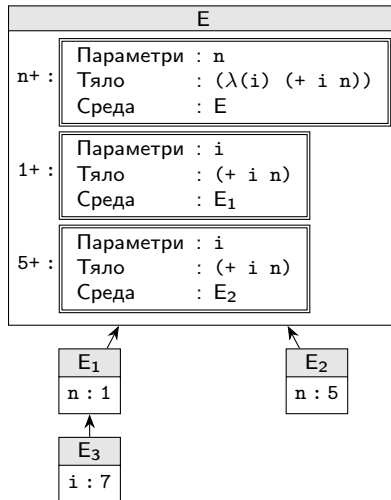 E
n+ :
Параметри : n
Тяло : (λ(i) (+ i n))
Среда : E
1+ :
Параметри : i
Тяло : (+ i n)
Среда : E₁
5+ :
Параметри : i
Тяло : (+ i n)
Среда : E₂
E₁
n : 1
E₂
n : 5
E₃
i : 7